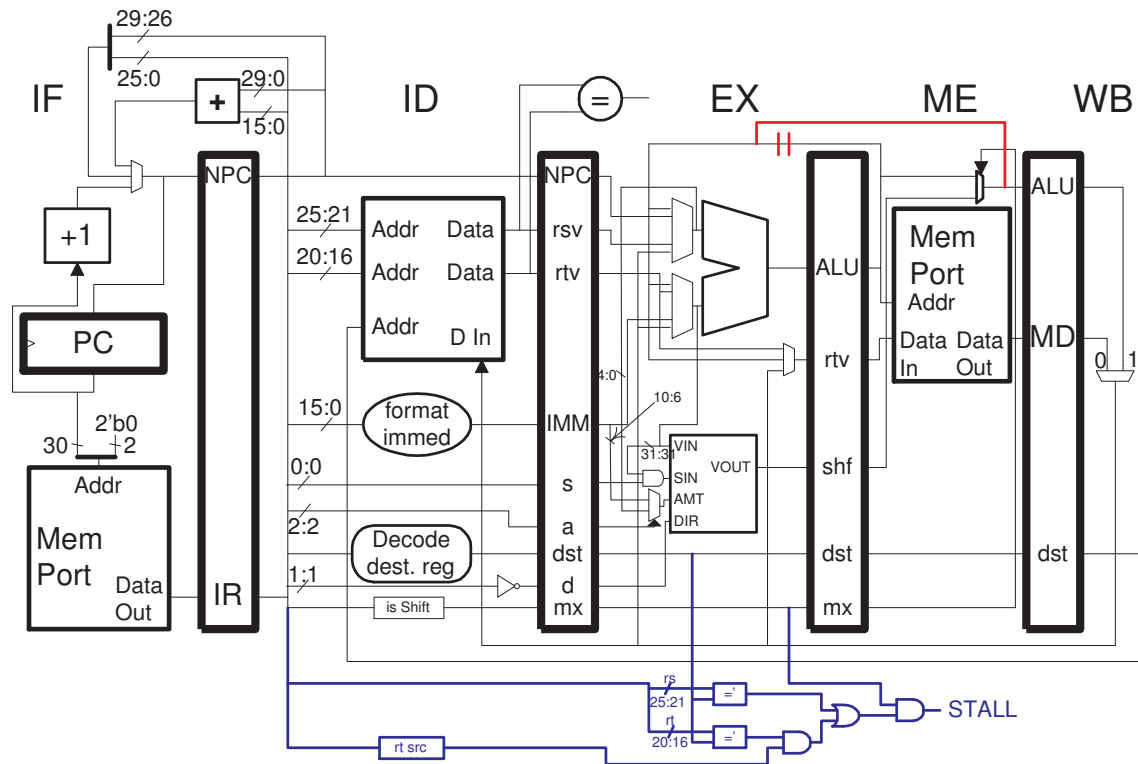 29:26
25:0
IF
+
29:0
15:0
ID
=
EX
ME
WB
NPC
NPC
ALU
+1
25:21
Addr
Data
rsv
20:16
Addr
Data
rtv
Addr
D In
ALU
Mem
Port
Addr
PC
rtv
Data
In
Data
Out
MD
0
1
4:0
10:6
15:0
format
immed
IMM
30
2'b0
2
Addr
Mem
Port
Data
Out
31:31
VIN
VOUT
SIN
AMT
DIR
shf
0:0
s
2:2
a
Decode
dest. reg
dst
dst
dst
1:1
d
IR
is Shift
mx
mx
rs
25:21
='
STALL
rt
20:16
='
rt src